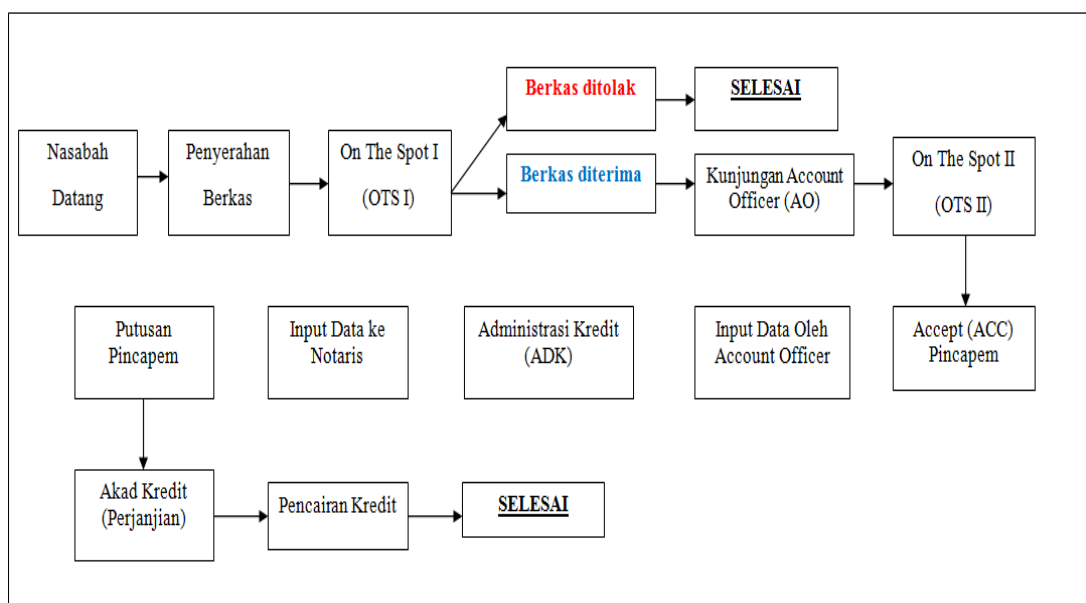 Nasabah
Datang
Penyerahan
Berkas
On The Spot I
(OTS I)
Berkas ditolak
SELESAI
Berkas diterima
Kunjungan Account
Officer (AO)
On The Spot II
(OTS II)
Putusan
Pincapem
Input Data ke
Notaris
Administrasi Kredit
(ADK)
Input Data Oleh
Account Officer
Accept (ACC)
Pincapem
Akad Kredit
(Perjanjian)
Pencairan Kredit
SELESAI